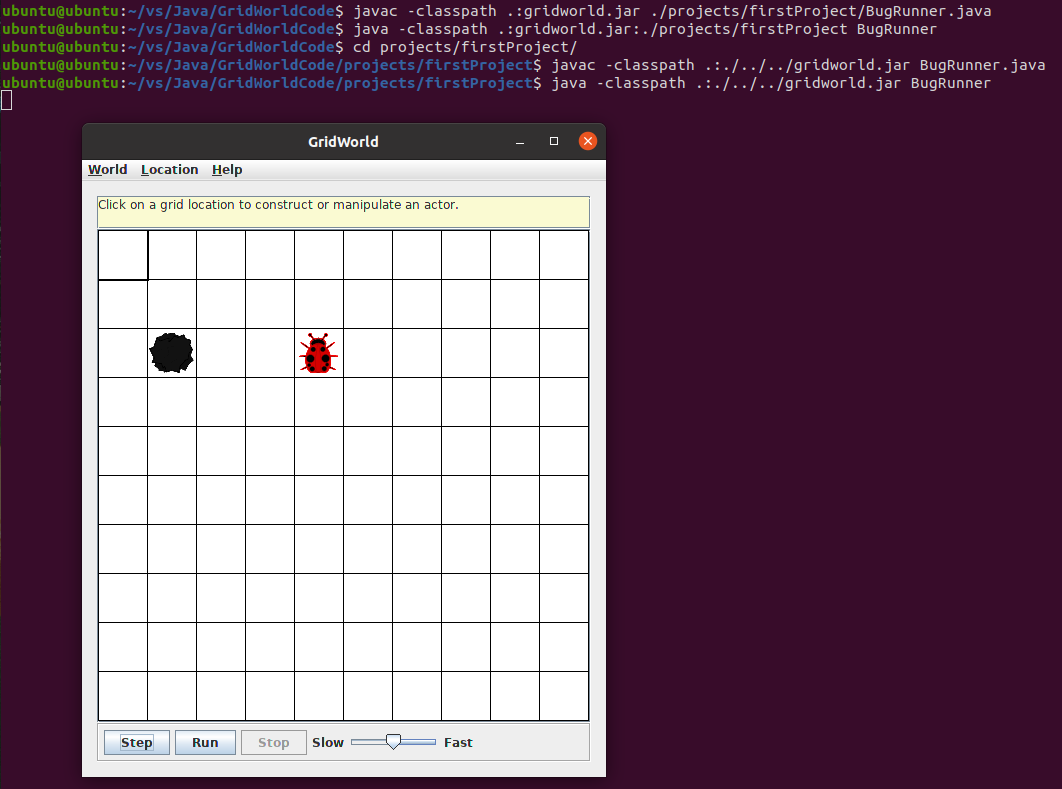 ubuntu@ubuntu:~/vs/Java/GridWorldCode$ javac -classpath .:gridworld.jar ./projects/firstProject/BugRunner.java
ubuntu@ubuntu:~/vs/Java/GridWorldCode$ java -classpath .:gridworld.jar:./projects/firstProject BugRunner
ubuntu@ubuntu:~/vs/Java/GridWorldCode$ cd projects/firstProject/
ubuntu@ubuntu:~/vs/Java/GridWorldCode/projects/firstProject$ javac -classpath .:./../../gridworld.jar BugRunner.java
ubuntu@ubuntu:~/vs/Java/GridWorldCode/projects/firstProject$ java -classpath .:./../../gridworld.jar BugRunner
GridWorld
World Location Help
Click on a grid location to construct or manipulate an actor.
Step Run Stop Slow Fast